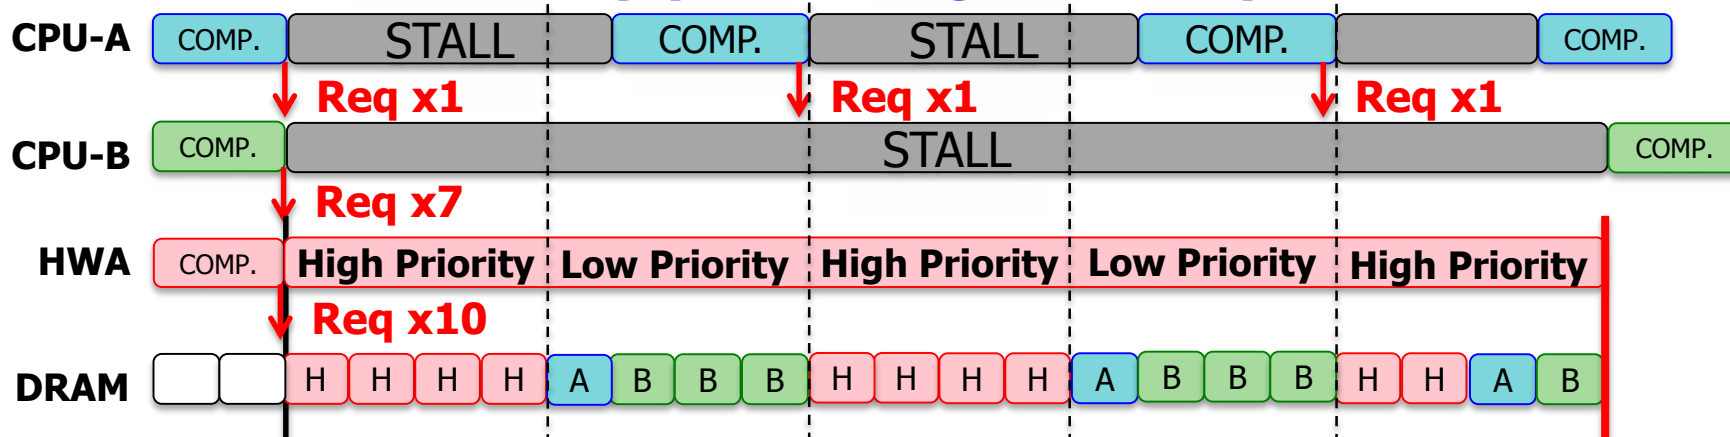 CPU-A COMP. STALL COMP. STALL COMP. COMP.
Req x1 Req x1 Req x1
CPU-B COMP. STALL COMP.
Req x7
HWA COMP. High Priority Low Priority High Priority Low Priority High Priority
Req x10
DRAM H H H H A B B B H H H H A B B B H H A B